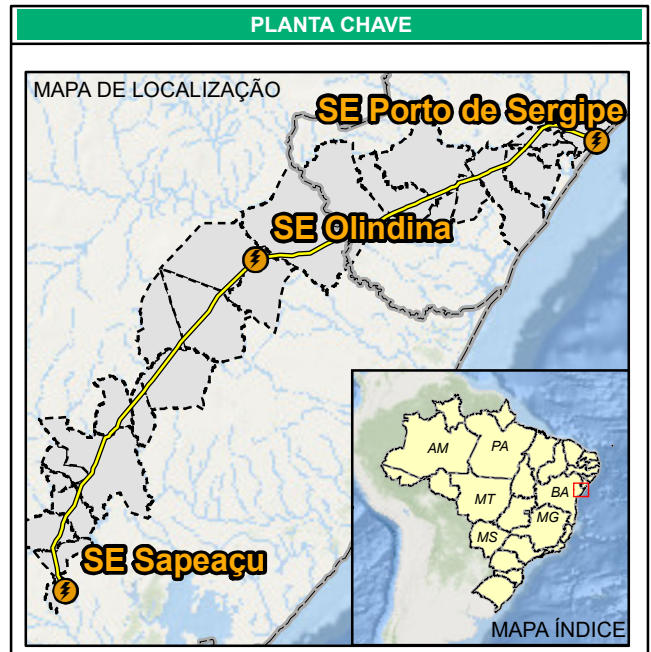 PLANTA CHAVE
MAPA DE LOCALIZAÇÃO
SE Porto de Sergipe
SE Olindina
SE Sapeaçu
AM
PA
MT
BA
MG
MS
MAPA ÍNDICE